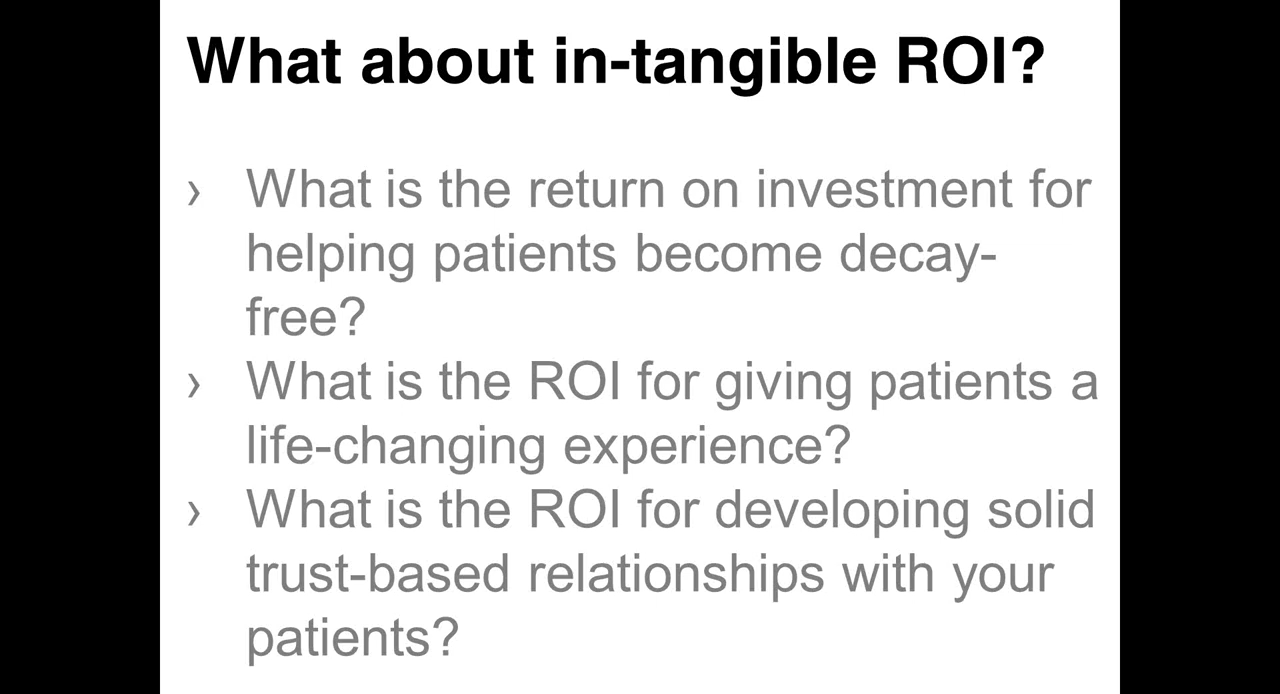 What about in-tangible ROI?
› What is the return on investment for
helping patients become decay-
free?
› What is the ROI for giving patients a
life-changing experience?
› What is the ROI for developing solid
trust-based relationships with your
patients?